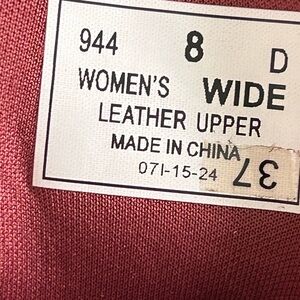 944 8 D
WOMEN'S WIDE
LEATHER UPPER
MADE IN CHINA
07I-15-24 37